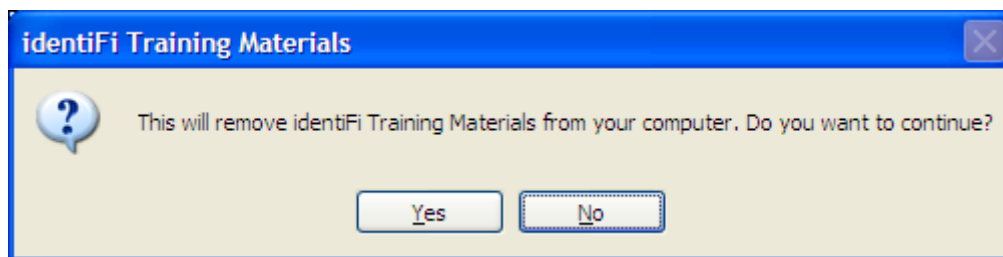 identiFi Training Materials
This will remove identiFi Training Materials from your computer. Do you want to continue?
Yes No